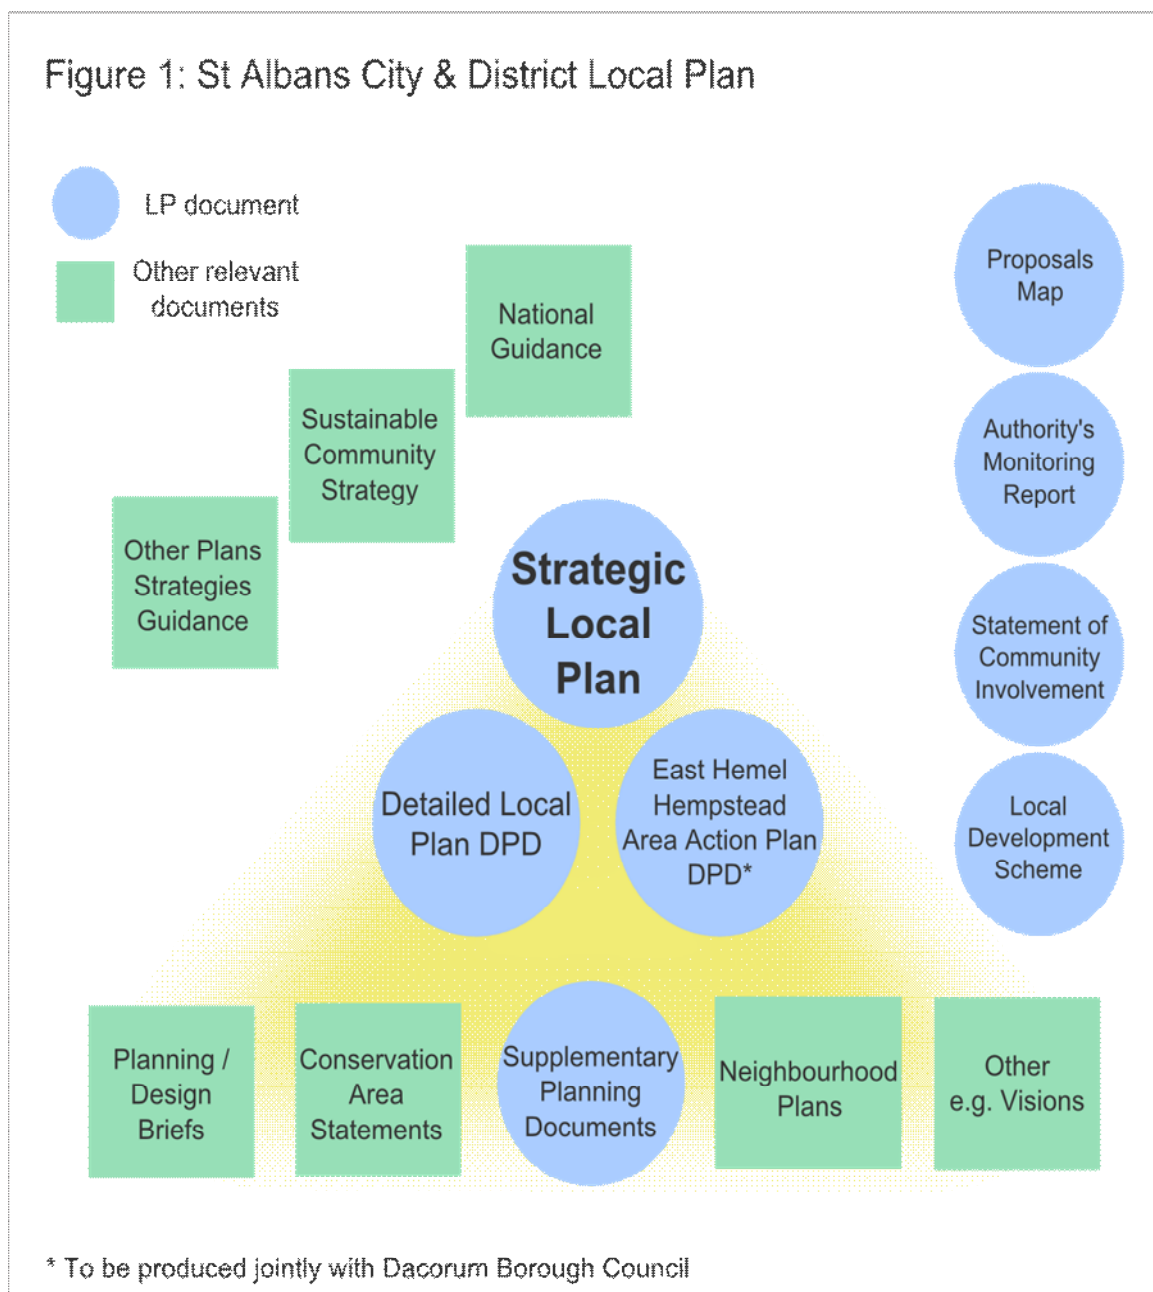 Figure 1: St Albans City & District Local Plan
LP document
Other relevant
documents
National
Guidance
Sustainable
Community
Strategy
Other Plans
Strategies
Guidance
Proposals
Map
Authority's
Monitoring
Report
Statement of
Community
Involvement
Local
Development
Scheme
Strategic
Local
Plan
Detailed Local
Plan DPD
East Hemel
Hempstead
Area Action Plan
DPD*
Planning /
Design
Briefs
Conservation
Area
Statements
Supplementary
Planning
Documents
Neighbourhood
Plans
Other
e.g. Visions
* To be produced jointly with Dacorum Borough Council